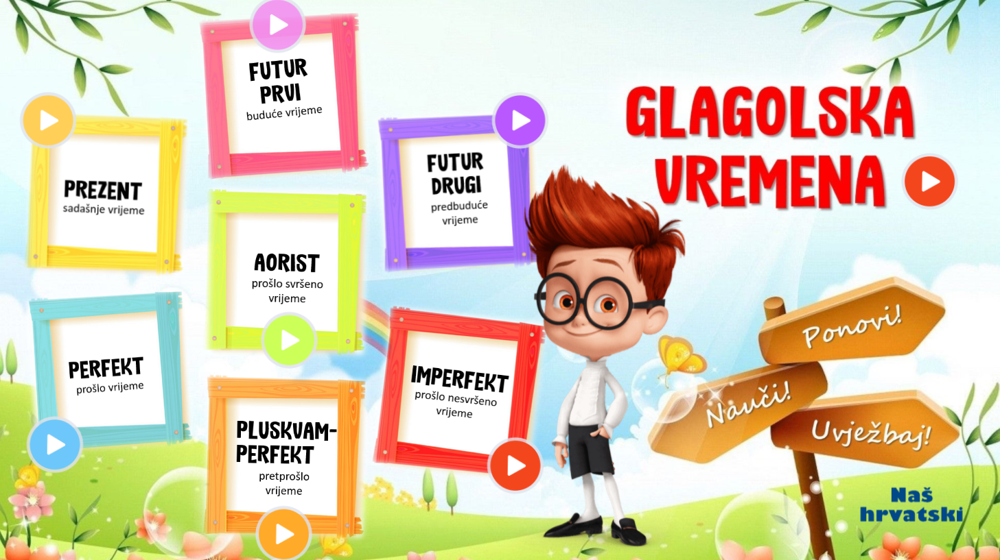 GLAGOLSKA
VREMENA
PREZENT
sadašnje vrijeme
FUTUR
PRVI
buduće vrijeme
FUTUR
DRUGI
predbuduće
vrijeme
AORIST
prošlo svršeno
vrijeme
PERFEKT
prošlo vrijeme
PLUSKVAM-
PERFEKT
pretprošlo
vrijeme
IMPERFEKT
prošlo nesvršeno
vrijeme
Ponovi!
Nauči!
Uvježbaj!
Naš
hrvatski